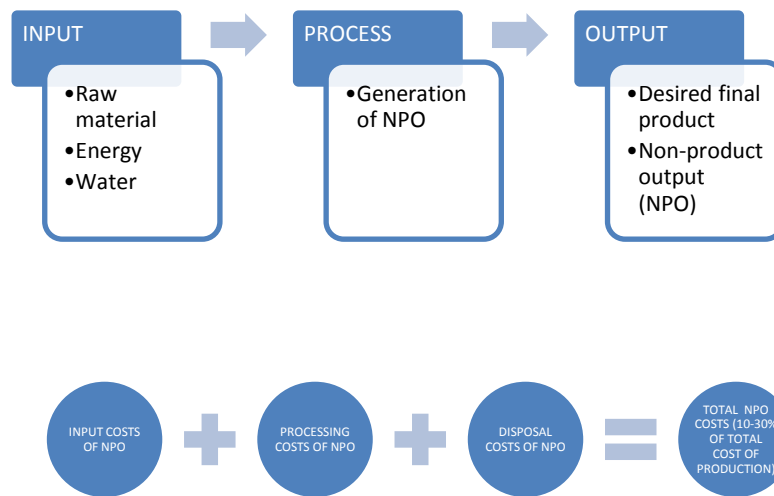 INPUT
•Raw
material
•Energy
•Water
PROCESS
•Generation
of NPO
OUTPUT
•Desired final
product
•Non-product
output
(NPO)
INPUT COSTS
OF NPO
PROCESSING
COSTS OF NPO
DISPOSAL
COSTS OF NPO
TOTAL NPO
COSTS (10-30%
OF TOTAL
COST OF
PRODUCTION)